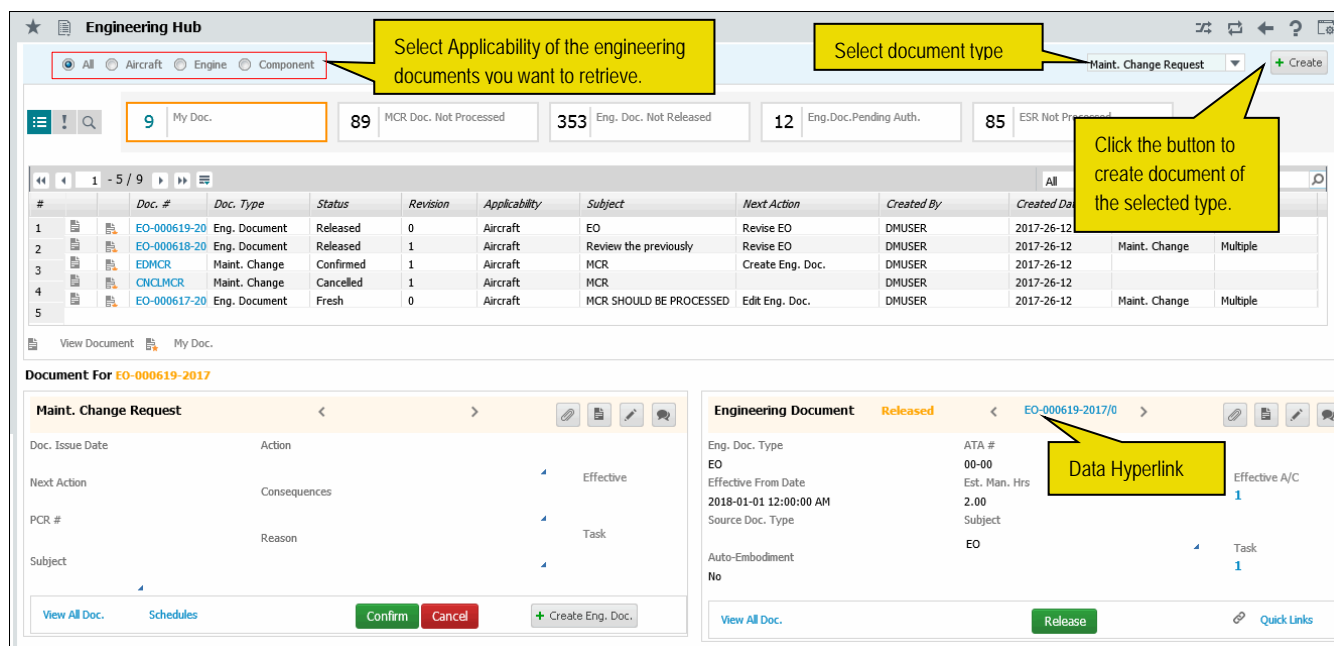 Engineering Hub
Select Applicability of the engineering
documents you want to retrieve.
Select document type
All Aircraft Engine Component
Maint. Change Request
+ Create
9 My Doc.
89 MCR Doc. Not Processed
353 Eng. Doc. Not Released
12 Eng.Doc.Pending Auth.
85 ESR Not Processed
Click the button to
create document of
the selected type.
1 - 5 / 9
All
# Doc. # Doc. Type Status Revision Applicability Subject Next Action Created By Created Da
1 EO-000619-20 Eng. Document Released 0 Aircraft EO Revise EO DMUSER 2017-26-12
2 EO-000618-20 Eng. Document Released 1 Aircraft Review the previously Revise EO DMUSER 2017-26-12 Maint. Change Multiple
3 EDMCR Maint. Change Confirmed 1 Aircraft MCR Create Eng. Doc. DMUSER 2017-26-12
4 CNCLMCR Maint. Change Cancelled 1 Aircraft MCR DMUSER 2017-26-12
5 EO-000617-20 Eng. Document Fresh 0 Aircraft MCR SHOULD BE PROCESSED Edit Eng. Doc. DMUSER 2017-26-12 Maint. Change Multiple
View Document My Doc.
Document For EO-000619-2017
Maint. Change Request
Doc. Issue Date Action
Next Action Consequences Effective
PCR # Reason Task
Subject
View All Doc. Schedules Confirm Cancel + Create Eng. Doc.
Engineering Document Released EO-000619-2017/0
Data Hyperlink
Eng. Doc. Type ATA #
EO 00-00
Effective From Date Est. Man. Hrs Effective A/C
2018-01-01 12:00:00 AM 2.00 1
Source Doc. Type Subject
EO
Auto-Embodiment Task
No 1
View All Doc. Release Quick Links